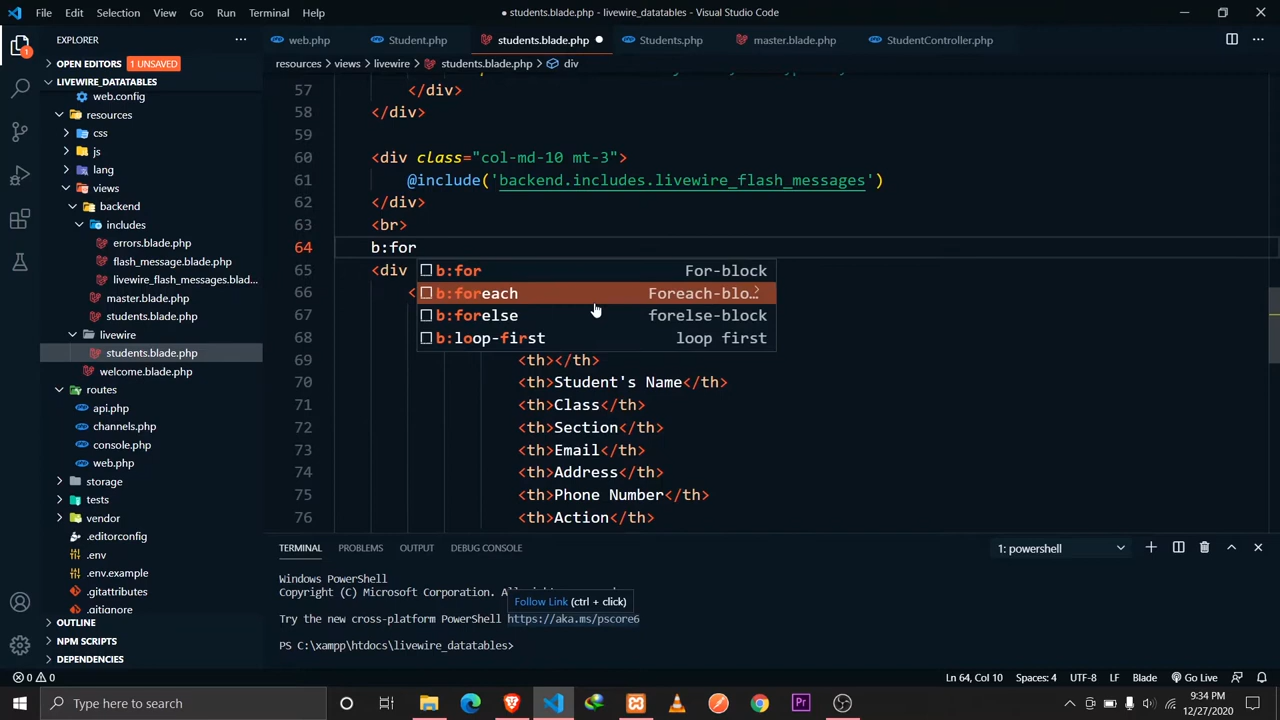 File Edit Selection View Go Run Terminal Help
● students.blade.php - livewire_datatables - Visual Studio Code
EXPLORER
OPEN EDITORS 1 UNSAVED
LIVEWIRE_DATATABLES
web.config
resources
css
js
lang
views
backend
includes
errors.blade.php
flash_message.blade.php
livewire_flash_messages.blad...
master.blade.php
students.blade.php
livewire
students.blade.php
welcome.blade.php
routes
api.php
channels.php
console.php
web.php
storage
tests
vendor
.editorconfig
.env
.env.example
.gitattributes
.gitignore
OUTLINE
NPM SCRIPTS
DEPENDENCIES
1
web.php Student.php students.blade.php Students.php master.blade.php StudentController.php
resources > views > livewire > students.blade.php > div
57 </div>
58 </div>
59
60 <div class="col-md-10 mt-3">
61 @include('backend.includes.livewire_flash_messages')
62 </div>
63 <br>
64 b:for
65 <div
66 <
67
68
69 <th></th>
70 <th>Student's Name</th>
71 <th>Class</th>
72 <th>Section</th>
73 <th>Email</th>
74 <th>Address</th>
75 <th>Phone Number</th>
76 <th>Action</th>
b:for For-block
b:foreach Foreach-blo…
b:forelse forelse-block
b:loop-first loop first
TERMINAL PROBLEMS OUTPUT DEBUG CONSOLE
1: powershell
Windows PowerShell
Copyright (C) Microsoft Corporation.
Follow Link (ctrl + click)
Try the new cross-platform PowerShell https://aka.ms/pscore6
PS C:\xampp\htdocs\livewire_datatables>
0 0
Ln 64, Col 10 Spaces: 4 UTF-8 LF Blade Go Live
Type here to search
9:34 PM
12/27/2020